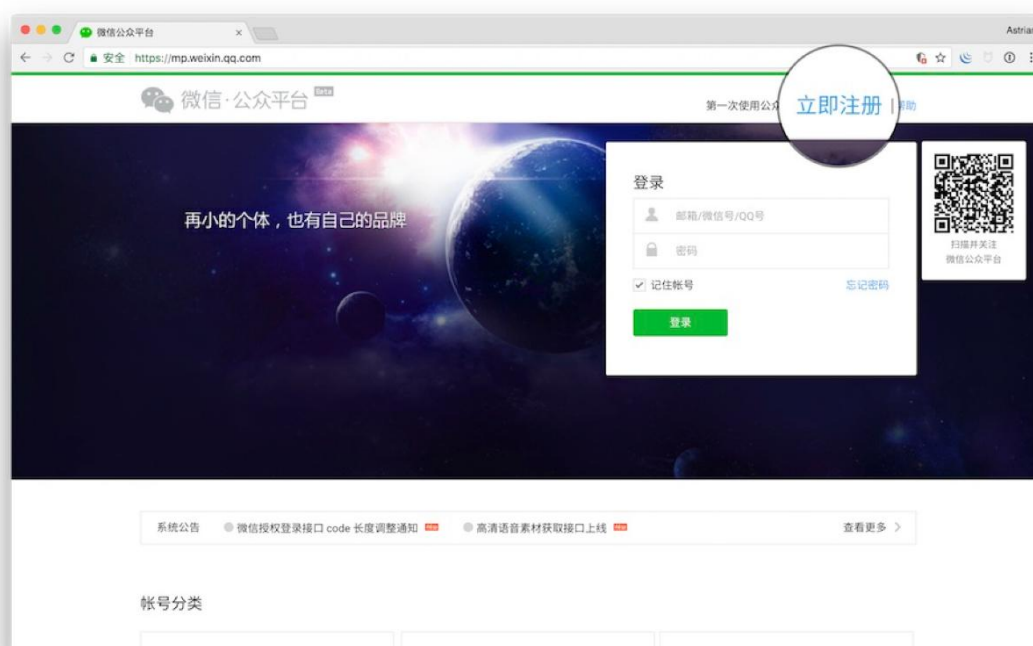 微信公众平台
Astrian
安全 https://mp.weixin.qq.com
微信·公众平台 Beta
第一次使用公众 立即注册 | 帮助
登录
再小的个体，也有自己的品牌
邮箱/微信号/QQ号
密码
扫描并关注
微信公众平台
记住帐号 忘记密码
登录
系统公告 微信授权登录接口 code 长度调整通知 高清语音素材获取接口上线 查看更多
帐号分类